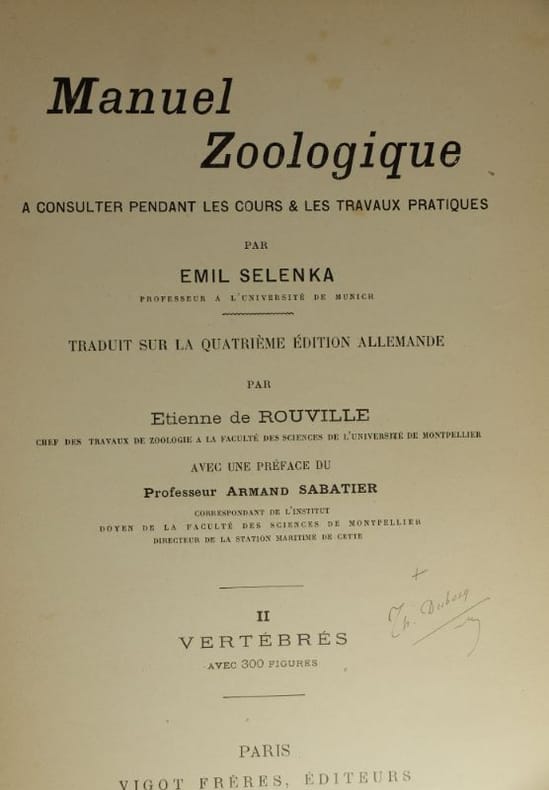 Manuel
Zoologique
A CONSULTER PENDANT LES COURS & LES TRAVAUX PRATIQUES
PAR
EMIL SELENKA
PROFESSEUR A L'UNIVERSITÉ DE MUNICH
TRADUIT SUR LA QUATRIÈME ÉDITION ALLEMANDE
PAR
Etienne de ROUVILLE
CHEF DES TRAVAUX DE ZOOLOGIE A LA FACULTÉ DES SCIENCES DE L'UNIVERSITÉ DE MONTPELLIER
AVEC UNE PRÉFACE DU
Professeur ARMAND SABATIER
CORRESPONDANT DE L'INSTITUT
DOYEN DE LA FACULTÉ DES SCIENCES DE MONTPELLIER
DIRECTEUR DE LA STATION MARITIME DE CETTE
II
VERTÉBRÉS
AVEC 300 FIGURES
PARIS
VIGOT FRÈRES, ÉDITEURS